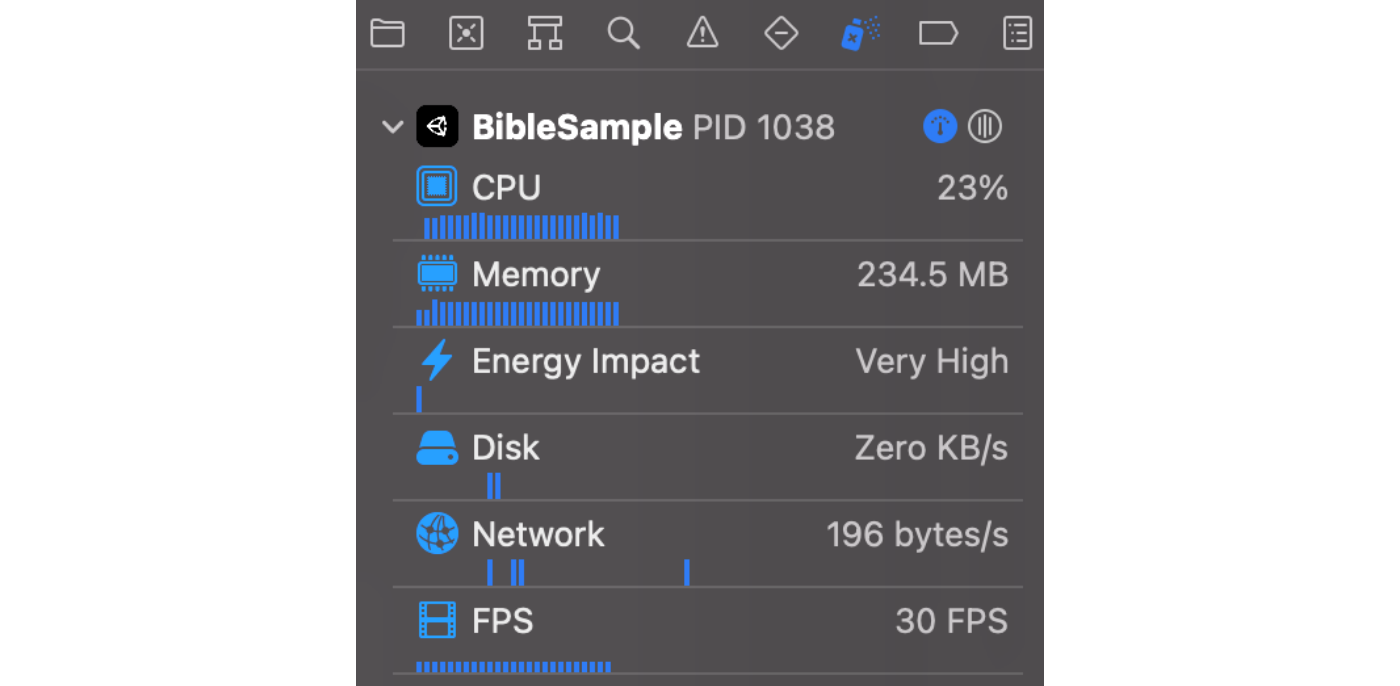 BibleSample PID 1038
CPU 23%
Memory 234.5 MB
Energy Impact Very High
Disk Zero KB/s
Network 196 bytes/s
FPS 30 FPS